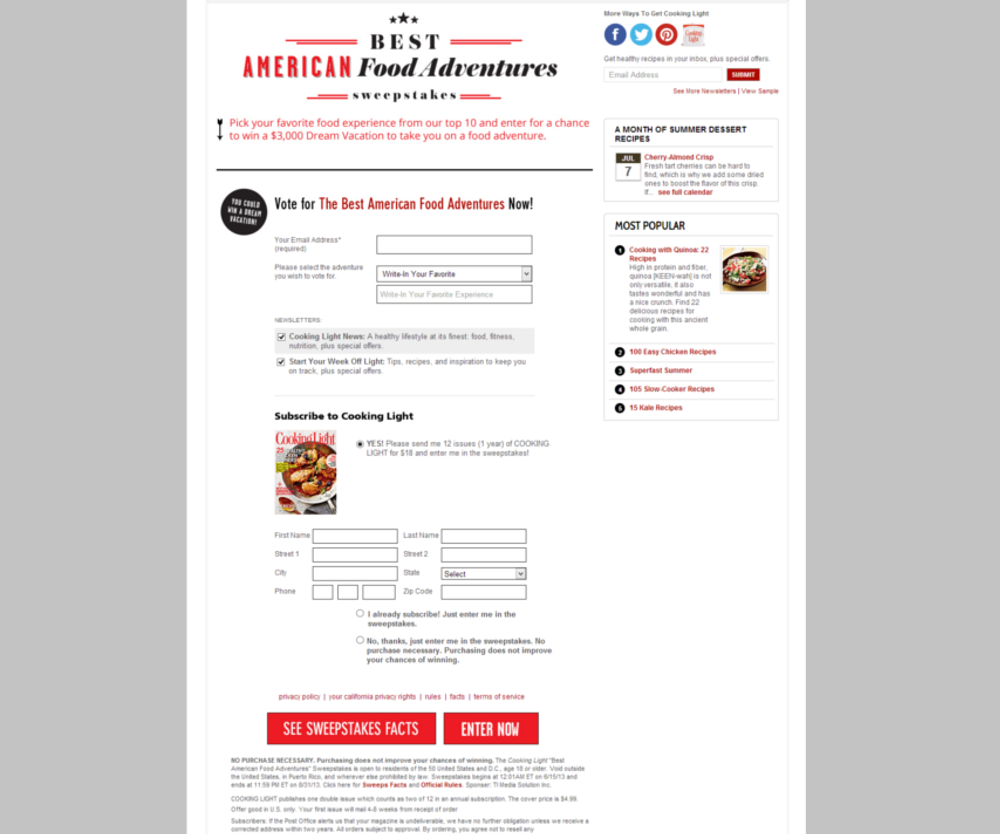 BEST
AMERICAN Food Adventures
sweepstakes
Pick your favorite food experience from our top 10 and enter for a chance
to win a $3,000 Dream Vacation to take you on a food adventure.
YOU COULD
WIN A DREAM
VACATION!
Vote for The Best American Food Adventures Now!
Your Email Address*
(required)
Please select the adventure
you wish to vote for.
Write-In Your Favorite
Write-In Your Favorite Experience
NEWSLETTERS:
Cooking Light News: A healthy lifestyle at its finest: food, fitness,
nutrition, plus special offers.
Start Your Week Off Light: Tips, recipes, and inspiration to keep you
on track, plus special offers.
Subscribe to Cooking Light
Cooking Light
YES! Please send me 12 issues (1 year) of COOKING
LIGHT for $18 and enter me in the sweepstakes!
First Name
Last Name
Street 1
Street 2
City
State
Select
Phone
Zip Code
I already subscribe! Just enter me in the
sweepstakes.
No, thanks, just enter me in the sweepstakes. No
purchase necessary. Purchasing does not improve
your chances of winning.
privacy policy | your california privacy rights | rules | facts | terms of service
SEE SWEEPSTAKES FACTS
ENTER NOW
NO PURCHASE NECESSARY. Purchasing does not improve your chances of winning. The Cooking Light "Best
American Food Adventures" Sweepstakes is open to residents of the 50 United States and D.C., age 18 or older. Void outside
the United States, in Puerto Rico, and wherever else prohibited by law. Sweepstakes begins at 12:01AM ET on 6/15/13 and
ends at 11:59 PM ET on 8/31/13. Click here for Sweeps Facts and Official Rules. Sponsor: TI Media Solution Inc.
COOKING LIGHT publishes one double issue which counts as two of 12 in an annual subscription. The cover price is $4.99.
Offer good in U.S. only. Your first issue will mail 4-8 weeks from receipt of order
Subscribers: If the Post Office alerts us that your magazine is undeliverable, we have no further obligation unless we receive a
corrected address within two years. All orders subject to approval. By ordering, you agree not to resell any
More Ways To Get Cooking Light
Cooking
Light
Get healthy recipes in your inbox, plus special offers.
Email Address
SUBMIT
See More Newsletters | View Sample
A MONTH OF SUMMER DESSERT
RECIPES
JUL
7
Cherry-Almond Crisp
Fresh tart cherries can be hard to
find, which is why we add some dried
ones to boost the flavor of this crisp.
If... see full calendar
MOST POPULAR
1 Cooking with Quinoa: 22
Recipes
High in protein and fiber,
quinoa [KEEN-wah] is not
only versatile, it also
tastes wonderful and has
a nice crunch. Find 22
delicious recipes for
cooking with this ancient
whole grain.
2 100 Easy Chicken Recipes
3 Superfast Summer
4 105 Slow-Cooker Recipes
5 15 Kale Recipes